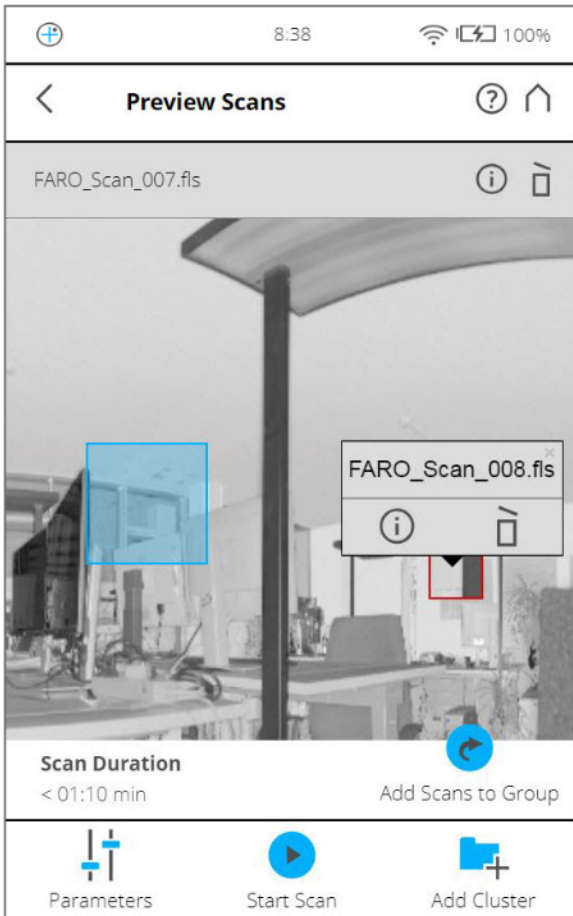 8:38
100%
Preview Scans
FARO_Scan_007.fls
FARO_Scan_008.fls
Scan Duration
< 01:10 min
Add Scans to Group
Parameters
Start Scan
Add Cluster